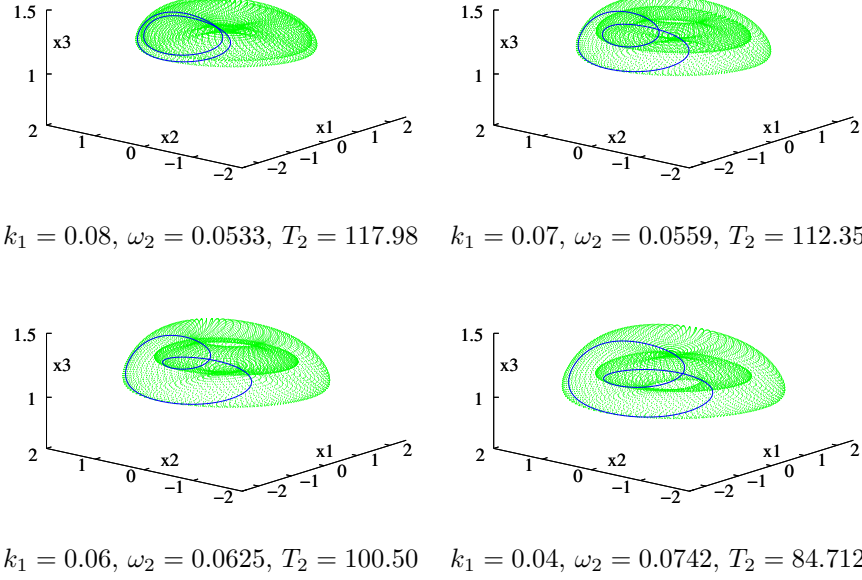 1.5 1.5
x3 x3
1 1
2 x2 x1 2 2 x2 x1 2
1 1 1 1
0 0 0 0
−1 −1 −1 −1
−2 −2 −2 −2
k₁ = 0.08, ω₂ = 0.0533, T₂ = 117.98 k₁ = 0.07, ω₂ = 0.0559, T₂ = 112.35
1.5 1.5
x3 x3
1 1
2 x2 x1 2 2 x2 x1 2
1 1 1 1
0 0 0 0
−1 −1 −1 −1
−2 −2 −2 −2
k₁ = 0.06, ω₂ = 0.0625, T₂ = 100.50 k₁ = 0.04, ω₂ = 0.0742, T₂ = 84.712